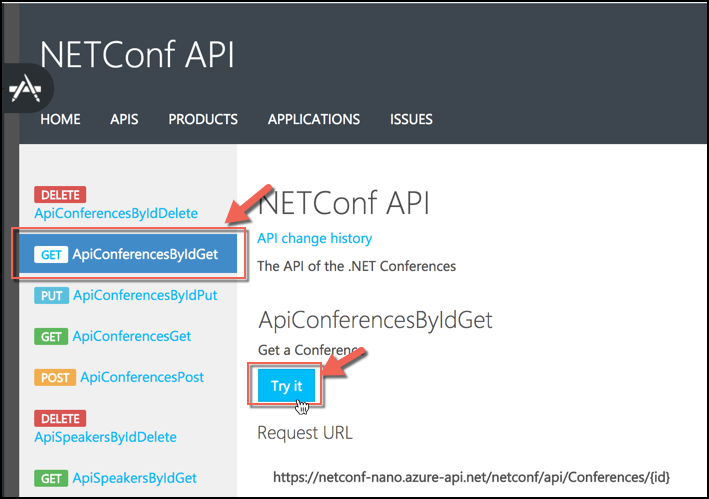 NETConf API
HOME APIS PRODUCTS APPLICATIONS ISSUES
DELETE
ApiConferencesByIdDelete
GET ApiConferencesByIdGet
PUT ApiConferencesByIdPut
GET ApiConferencesGet
POST ApiConferencesPost
DELETE
ApiSpeakersByIdDelete
GET ApiSpeakersByIdGet
NETConf API
API change history
The API of the .NET Conferences
ApiConferencesByIdGet
Get a Conference
Try it
Request URL
https://netconf-nano.azure-api.net/netconf/api/Conferences/{id}